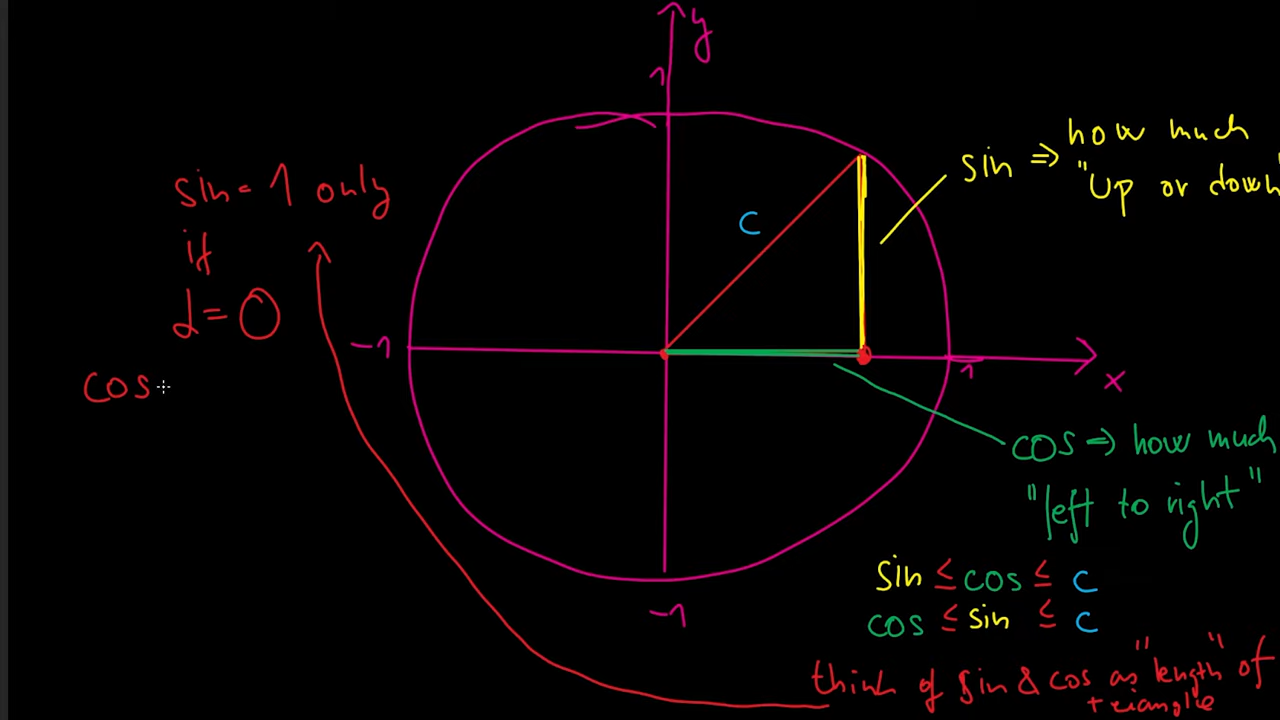 y
1
how much
sin ⇒ "Up or down"
sin = 1 only
if
α = 0
cos
c
-1
1
x
-1
cos ⇒ how much
"left to right"
sin ≤ cos ≤ c
cos ≤ sin ≤ c
think of sin & cos as "length" of
triangle